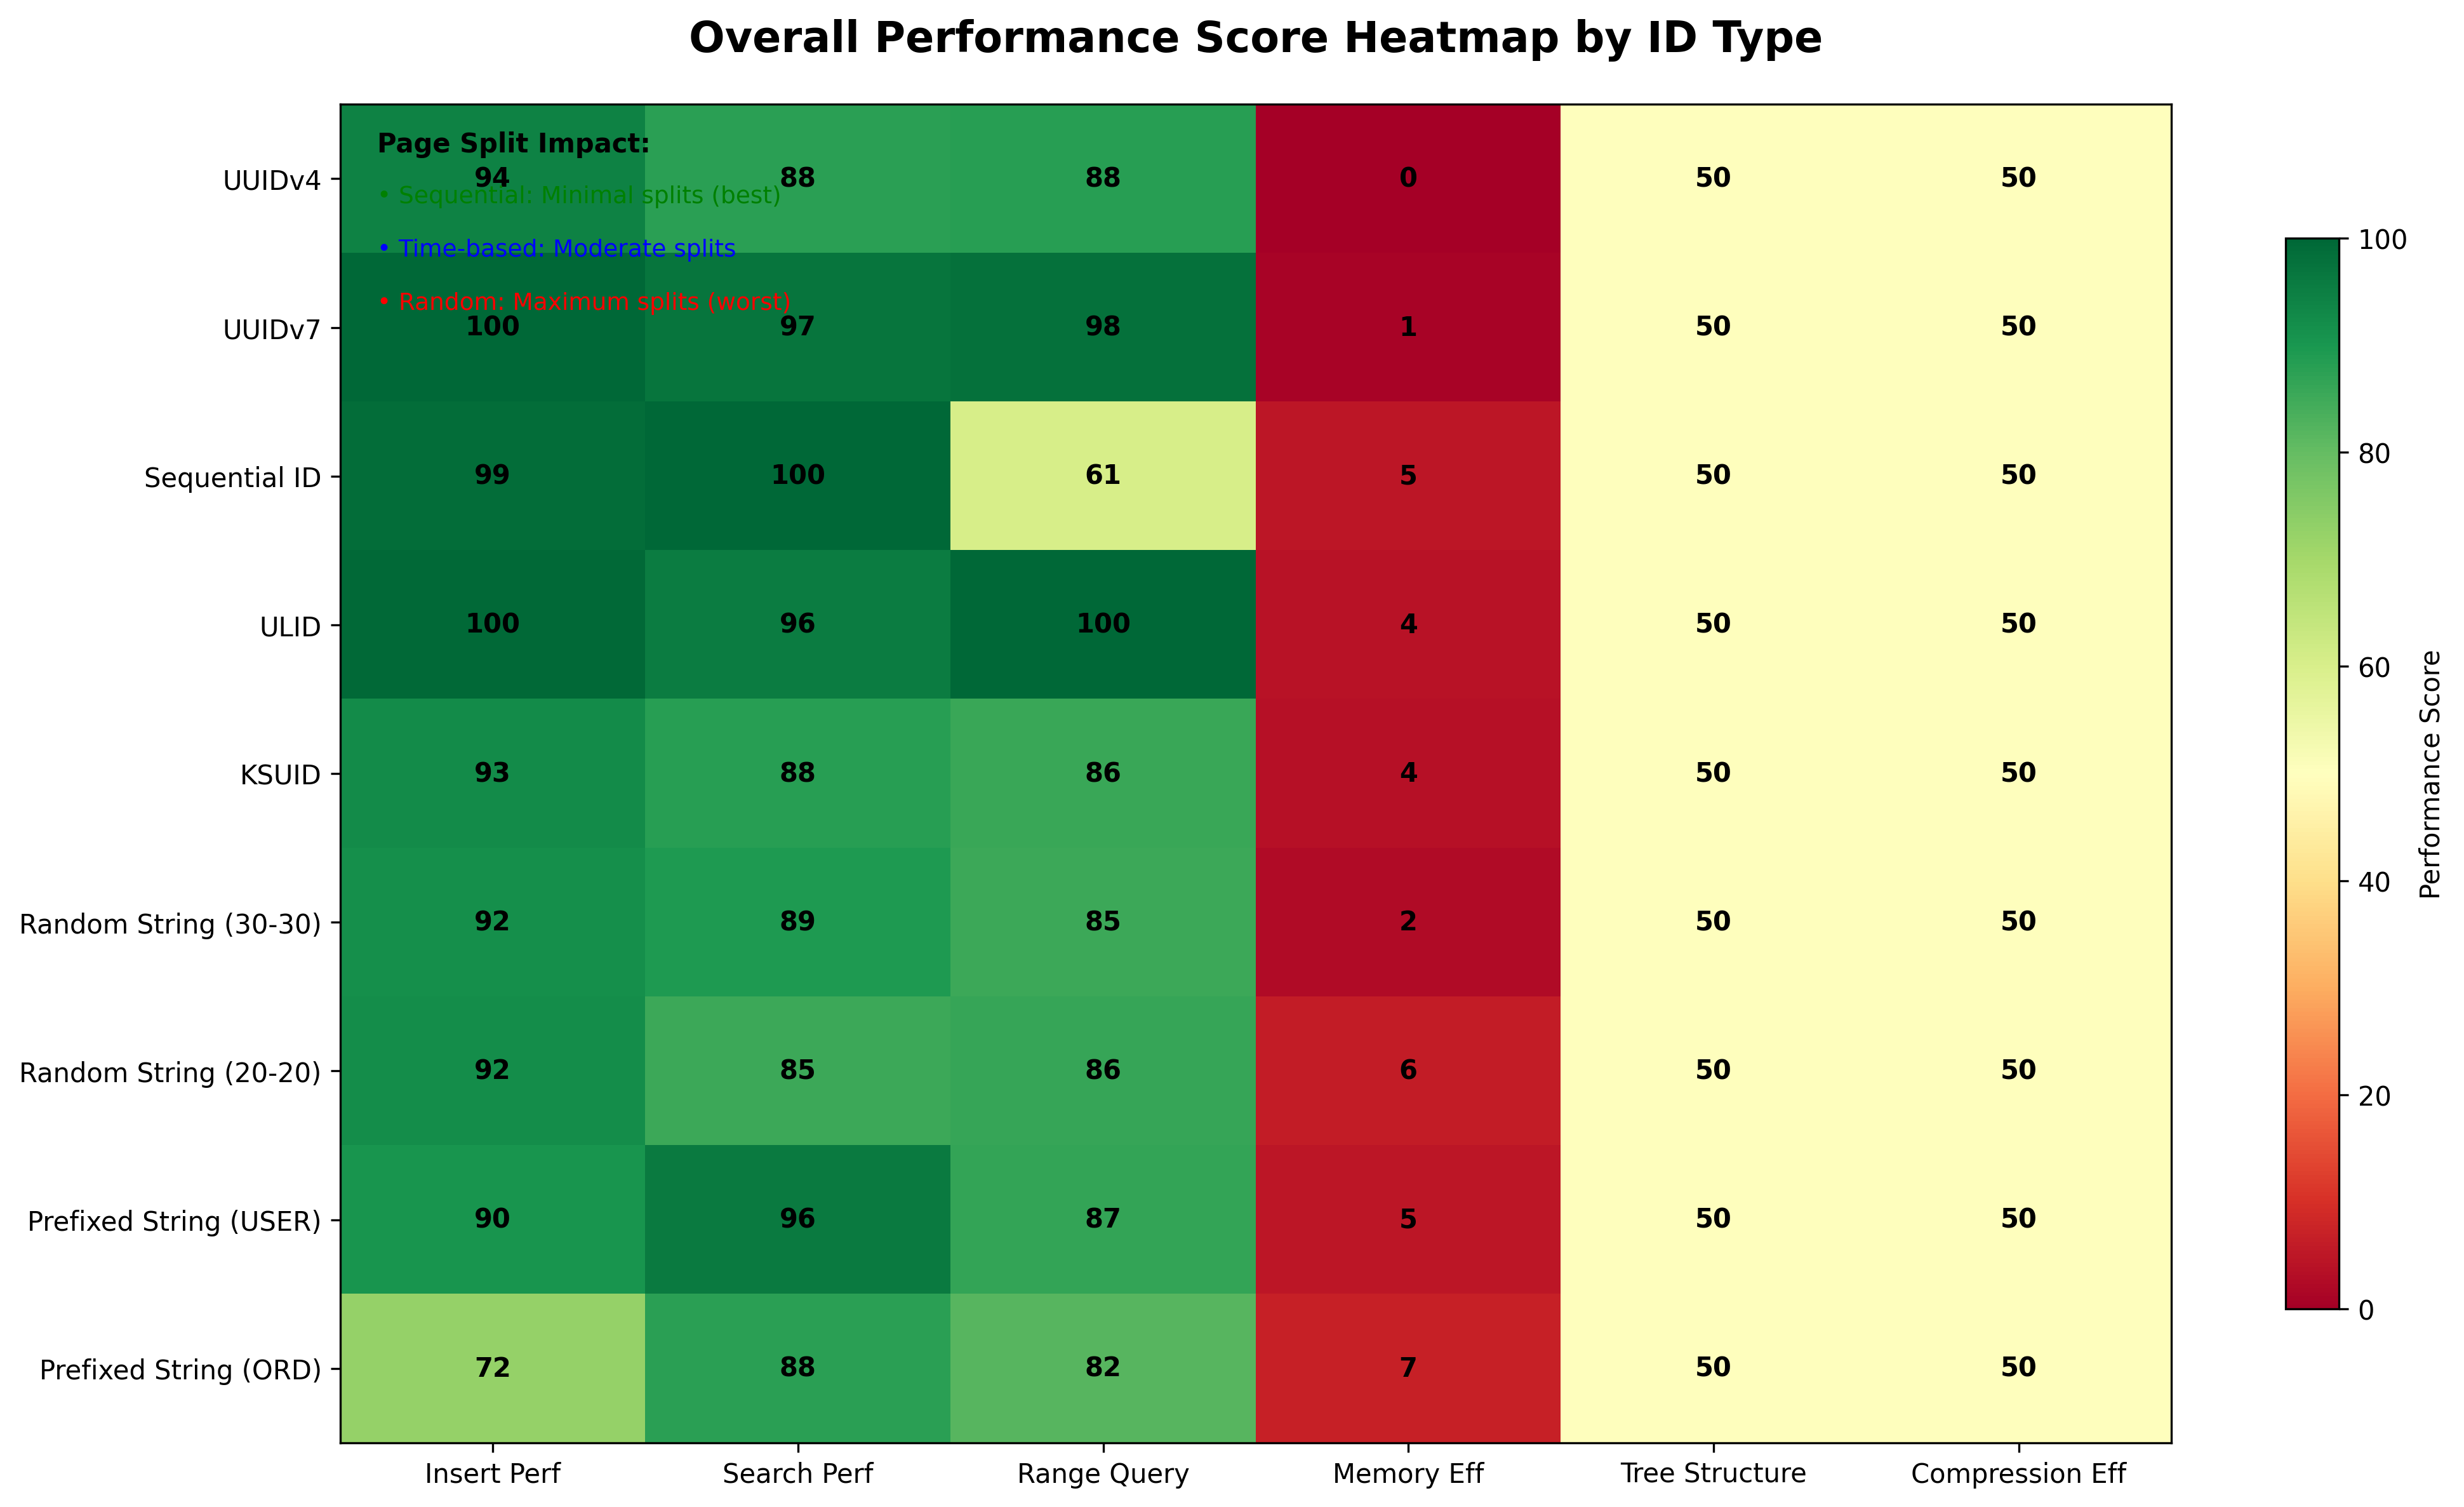 Overall Performance Score Heatmap by ID Type
Page Split Impact:
• Sequential: Minimal splits (best)
• Time-based: Moderate splits
• Random: Maximum splits (worst)
UUIDv4 94 88 88 0 50 50
UUIDv7 100 97 98 1 50 50
Sequential ID 99 100 61 5 50 50
ULID 100 96 100 4 50 50
KSUID 93 88 86 4 50 50
Random String (30-30) 92 89 85 2 50 50
Random String (20-20) 92 85 86 6 50 50
Prefixed String (USER) 90 96 87 5 50 50
Prefixed String (ORD) 72 88 82 7 50 50
Insert Perf Search Perf Range Query Memory Eff Tree Structure Compression Eff
100
80
60
40
20
0
Performance Score